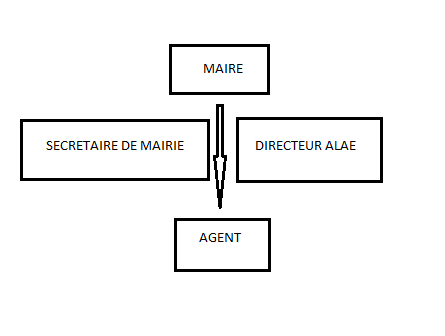 MAIRE
SECRETAIRE DE MAIRIE
DIRECTEUR ALAE
AGENT